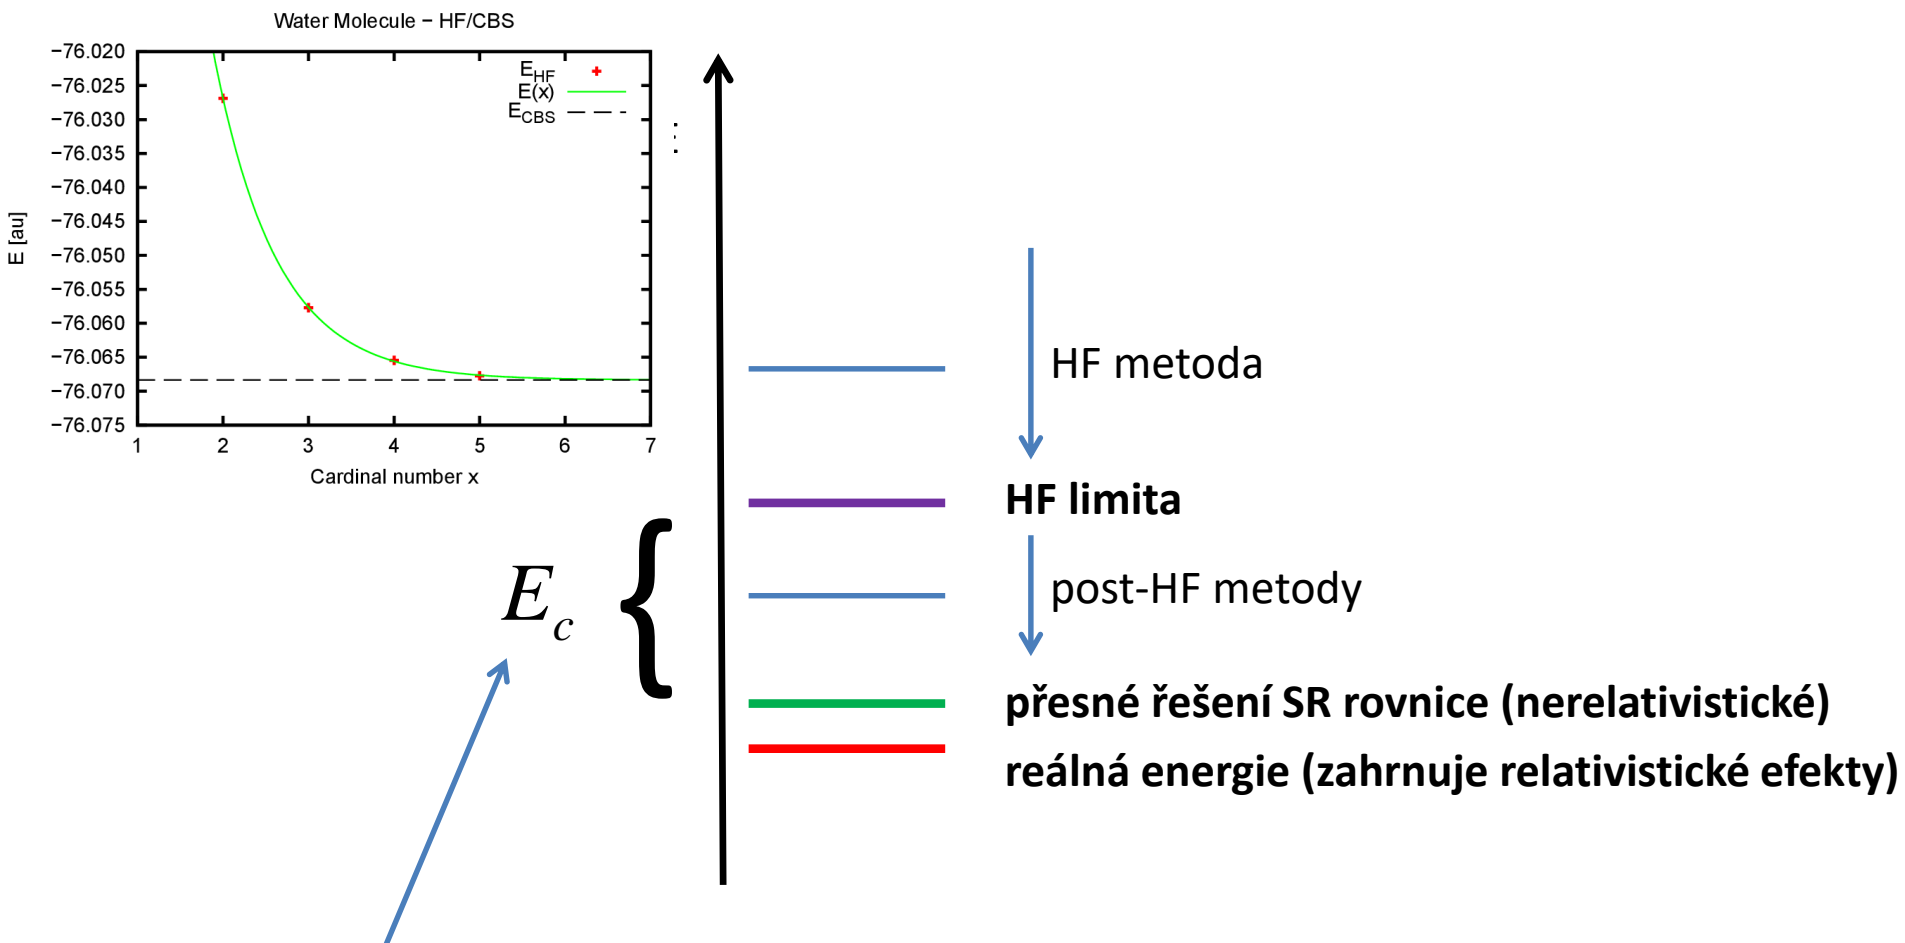 Water Molecule − HF/CBS
−76.020
−76.025
−76.030
−76.035
−76.040
−76.045
−76.050
−76.055
−76.060
−76.065
−76.070
−76.075
E [au]
1 2 3 4 5 6 7
Cardinal number x
E_HF
E(x)
E_CBS
HF metoda
HF limita
E_c {
post-HF metody
přesné řešení SR rovnice (nerelativistické)
reálná energie (zahrnuje relativistické efekty)